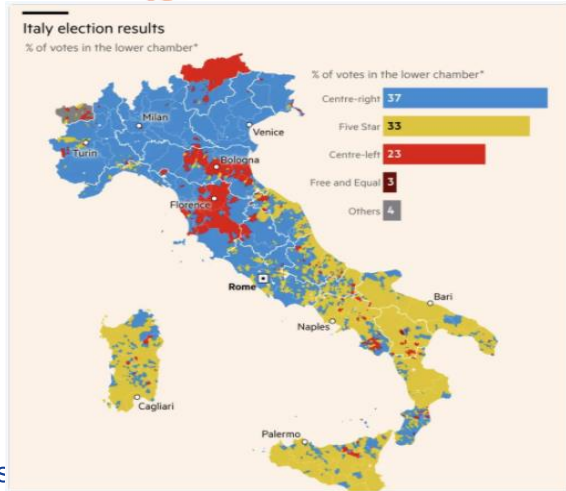 Italy election results
% of votes in the lower chamber*
% of votes in the lower chamber*
Centre-right 37
Five Star 33
Centre-left 23
Free and Equal 3
Others 4
Milan
Venice
Turin
Bologna
Florence
Rome
Bari
Naples
Cagliari
Palermo
s